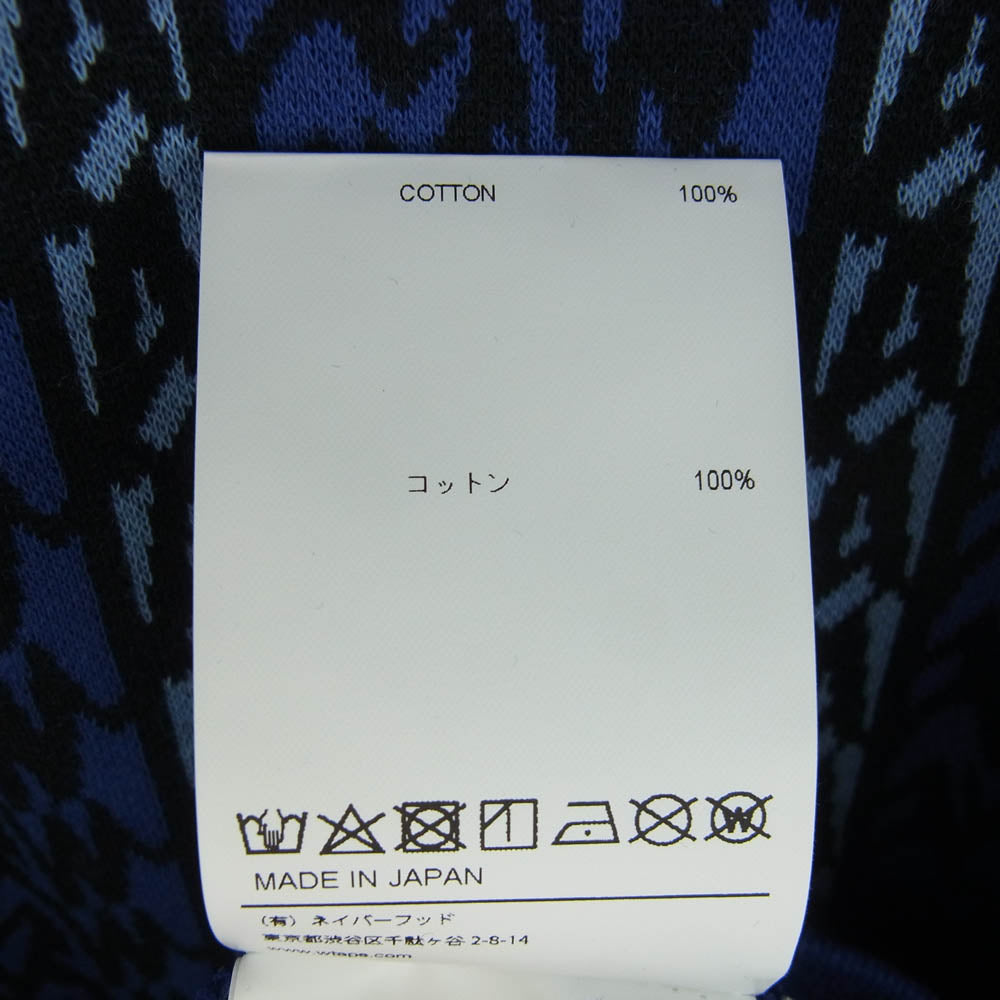 COTTON 100%
コットン 100%
W
MADE IN JAPAN
(有) ネイバーフッド
東京都渋谷区千駄ヶ谷 2-8-14
www.wtaps.com